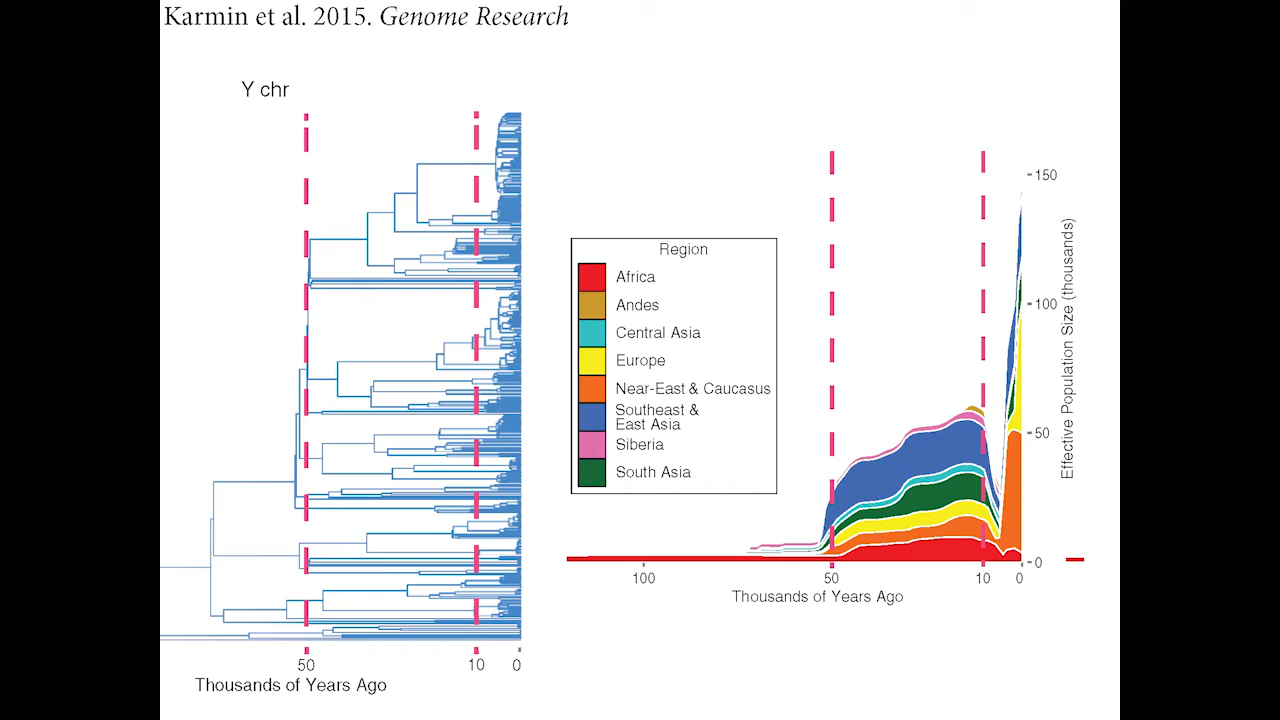 Karmin et al. 2015. Genome Research
Y chr
50
10
0
Thousands of Years Ago
Region
Africa
Andes
Central Asia
Europe
Near-East & Caucasus
Southeast &
East Asia
Siberia
South Asia
150
100
50
0
Effective Population Size (thousands)
100
50
10
0
Thousands of Years Ago